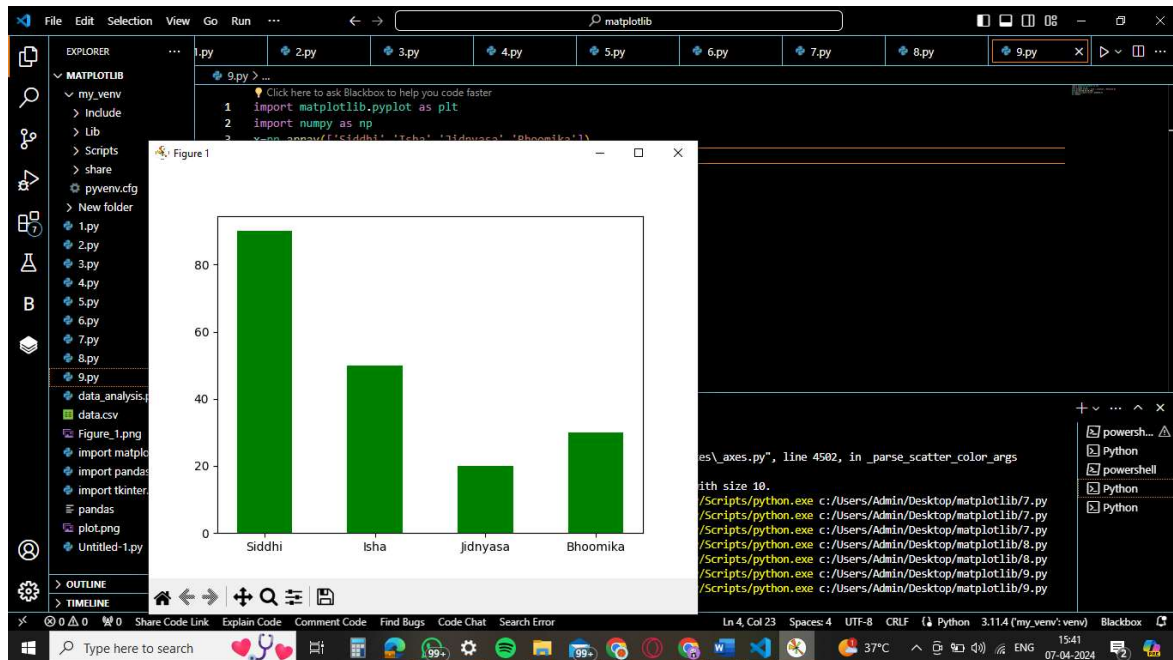 File Edit Selection View Go Run ··· matplotlib
EXPLORER ···
1.py 2.py 3.py 4.py 5.py 6.py 7.py 8.py 9.py
MATPLOTLIB
my_venv
Include
Lib
Scripts
share
pyvenv.cfg
New folder
1.py
2.py
3.py
4.py
5.py
6.py
7.py
8.py
9.py
data_analysis.p
data.csv
Figure_1.png
import matplo
import pandas
import tkinter.
pandas
plot.png
Untitled-1.py
OUTLINE
TIMELINE
9.py > ...
Click here to ask Blackbox to help you code faster
1 import matplotlib.pyplot as plt
2 import numpy as np
3 x=np.array(['Siddhi','Isha','Jidnyasa','Bhoomika'])
Figure 1
80
60
40
20
0
Siddhi Isha Jidnyasa Bhoomika
es\_axes.py", line 4502, in _parse_scatter_color_args
ith size 10.
/Scripts/python.exe c:/Users/Admin/Desktop/matplotlib/7.py
/Scripts/python.exe c:/Users/Admin/Desktop/matplotlib/7.py
/Scripts/python.exe c:/Users/Admin/Desktop/matplotlib/7.py
/Scripts/python.exe c:/Users/Admin/Desktop/matplotlib/8.py
/Scripts/python.exe c:/Users/Admin/Desktop/matplotlib/8.py
/Scripts/python.exe c:/Users/Admin/Desktop/matplotlib/9.py
/Scripts/python.exe c:/Users/Admin/Desktop/matplotlib/9.py
powersh...
Python
powershell
Python
Python
0 0 0 Share Code Link Explain Code Comment Code Find Bugs Code Chat Search Error Ln 4, Col 23 Spaces: 4 UTF-8 CRLF Python 3.11.4 ('my_venv': venv) Blackbox
Type here to search 99+ 99+ 37°C ENG 15:41
07-04-2024 2